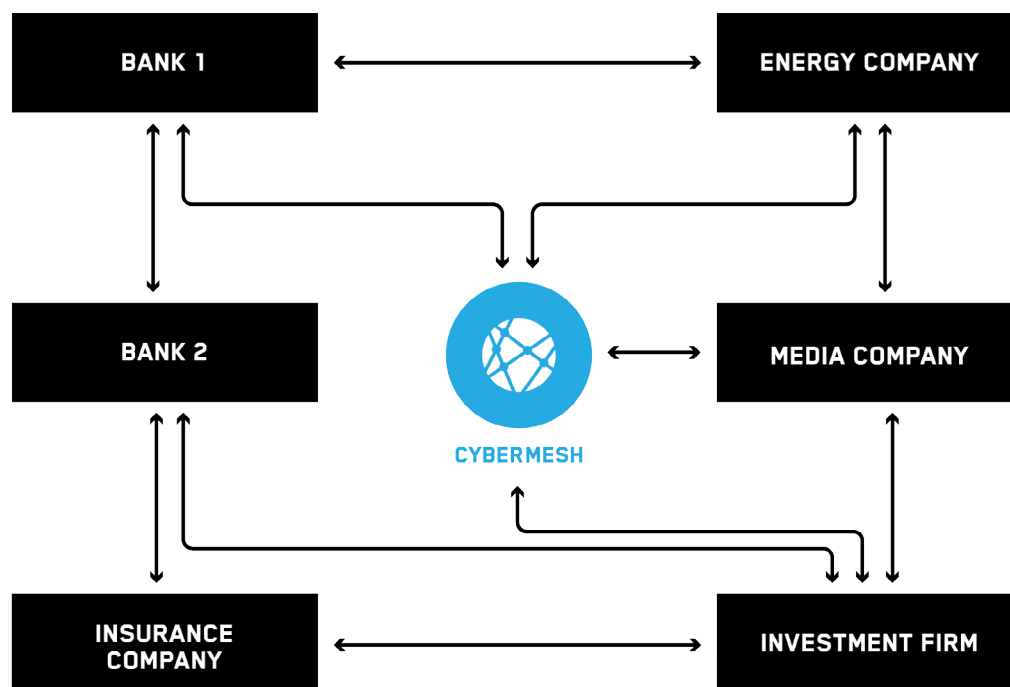 BANK 1
ENERGY COMPANY
BANK 2
MEDIA COMPANY
CYBERMESH
INSURANCE
COMPANY
INVESTMENT FIRM